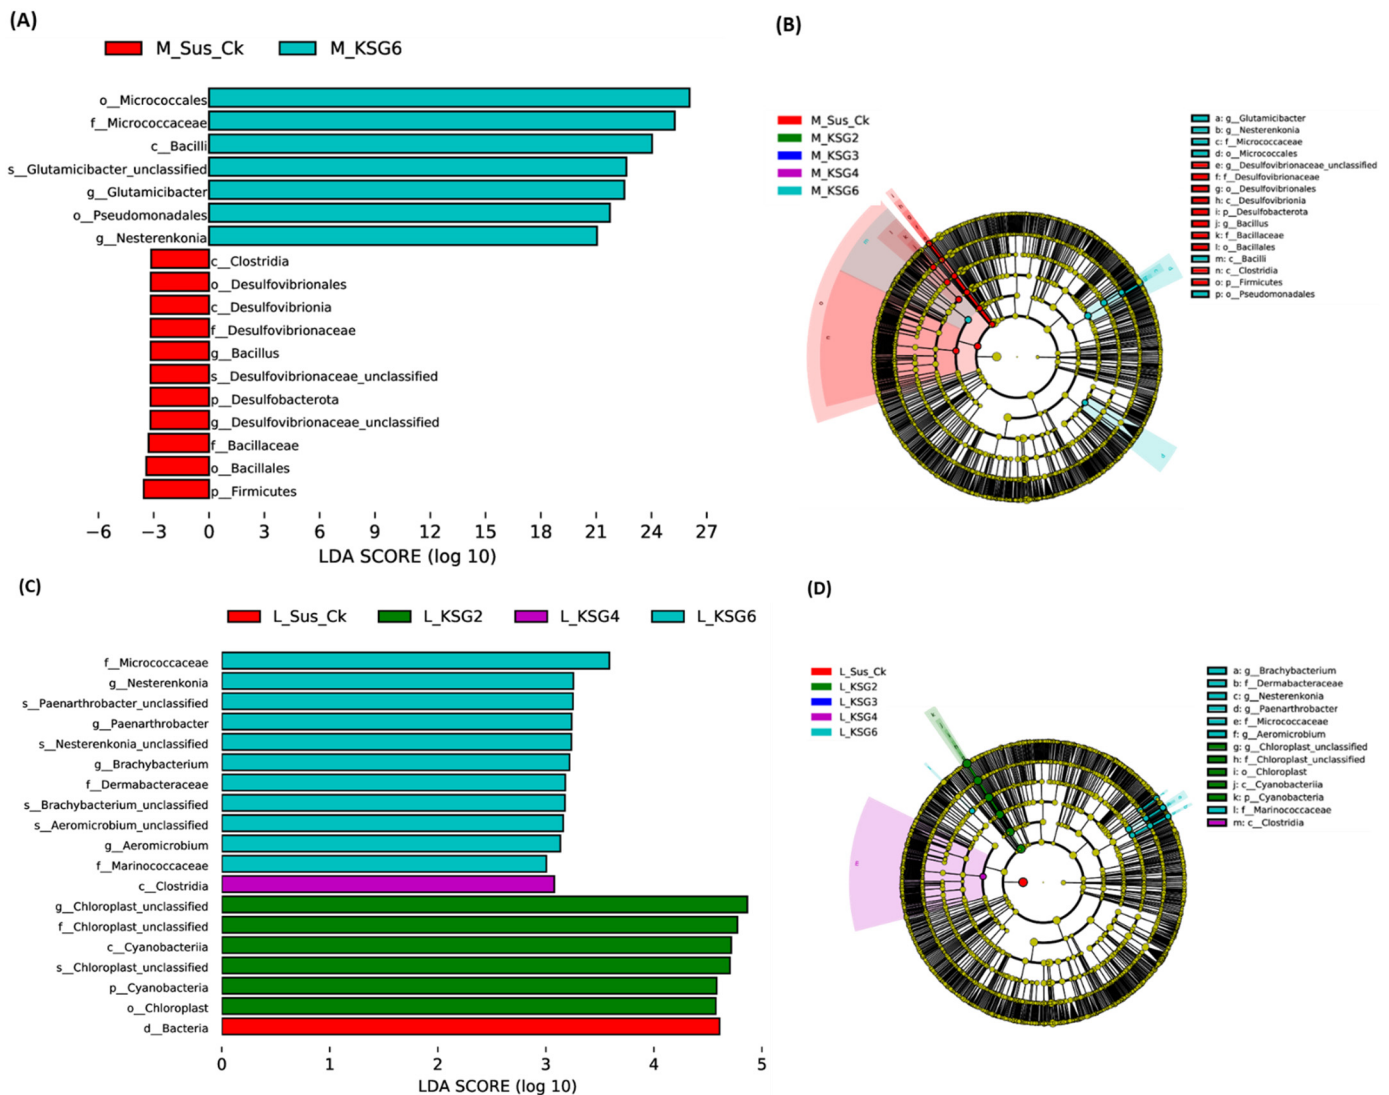 (A)
M_Sus_Ck M_KSG6
o__Micrococcales
f__Micrococcaceae
c__Bacilli
s__Glutamicibacter_unclassified
g__Glutamicibacter
o__Pseudomonadales
g__Nesterenkonia
c__Clostridia
o__Desulfovibrionales
c__Desulfovibrionia
f__Desulfovibrionaceae
g__Bacillus
s__Desulfovibrionaceae_unclassified
p__Desulfobacterota
g__Desulfovibrionaceae_unclassified
f__Bacillaceae
o__Bacillales
p__Firmicutes
−6 −3 0 3 6 9 12 15 18 21 24 27
LDA SCORE (log 10)
(B)
M_Sus_Ck
M_KSG2
M_KSG3
M_KSG4
M_KSG6
a: g__Glutamicibacter
b: g__Nesterenkonia
c: f__Micrococcaceae
d: o__Micrococcales
e: g__Desulfovibrionaceae_unclassified
f: f__Desulfovibrionaceae
g: o__Desulfovibrionales
h: c__Desulfovibrionia
i: p__Desulfobacterota
j: g__Bacillus
k: f__Bacillaceae
l: o__Bacillales
m: c__Bacilli
n: c__Clostridia
o: p__Firmicutes
p: o__Pseudomonadales
(C)
L_Sus_Ck L_KSG2 L_KSG4 L_KSG6
f__Micrococcaceae
g__Nesterenkonia
s__Paenarthrobacter_unclassified
g__Paenarthrobacter
s__Nesterenkonia_unclassified
g__Brachybacterium
f__Dermabacteraceae
s__Brachybacterium_unclassified
s__Aeromicrobium_unclassified
g__Aeromicrobium
f__Marinococcaceae
c__Clostridia
g__Chloroplast_unclassified
f__Chloroplast_unclassified
c__Cyanobacteriia
s__Chloroplast_unclassified
p__Cyanobacteria
o__Chloroplast
d__Bacteria
0 1 2 3 4 5
LDA SCORE (log 10)
(D)
L_Sus_Ck
L_KSG2
L_KSG3
L_KSG4
L_KSG6
a: g__Brachybacterium
b: f__Dermabacteraceae
c: g__Nesterenkonia
d: g__Paenarthrobacter
e: f__Micrococcaceae
f: g__Aeromicrobium
g: g__Chloroplast_unclassified
h: f__Chloroplast_unclassified
i: o__Chloroplast
j: c__Cyanobacteriia
k: p__Cyanobacteria
l: f__Marinococcaceae
m: c__Clostridia